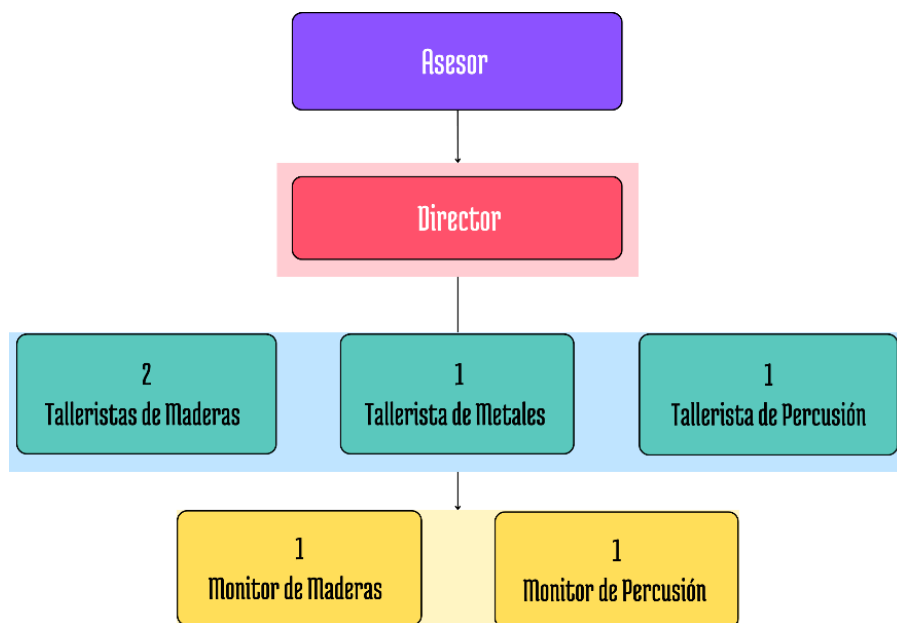 Asesor
Director
2
Talleristas de Maderas
1
Tallerista de Metales
1
Tallerista de Percusión
1
Monitor de Maderas
1
Monitor de Percusión